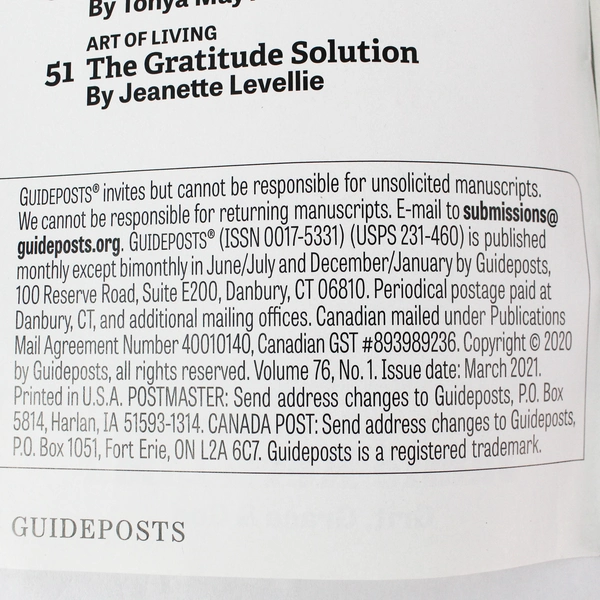 By Tonya May
ART OF LIVING
51 The Gratitude Solution
By Jeanette Levellie
GUIDEPOSTS® invites but cannot be responsible for unsolicited manuscripts.
We cannot be responsible for returning manuscripts. E-mail to submissions@
guideposts.org. GUIDEPOSTS® (ISSN 0017-5331) (USPS 231-460) is published
monthly except bimonthly in June/July and December/January by Guideposts,
100 Reserve Road, Suite E200, Danbury, CT 06810. Periodical postage paid at
Danbury, CT, and additional mailing offices. Canadian mailed under Publications
Mail Agreement Number 40010140, Canadian GST #893989236. Copyright © 2020
by Guideposts, all rights reserved. Volume 76, No. 1. Issue date: March 2021.
Printed in U.S.A. POSTMASTER: Send address changes to Guideposts, P.O. Box
5814, Harlan, IA 51593-1314. CANADA POST: Send address changes to Guideposts,
P.O. Box 1051, Fort Erie, ON L2A 6C7. Guideposts is a registered trademark.
GUIDEPOSTS